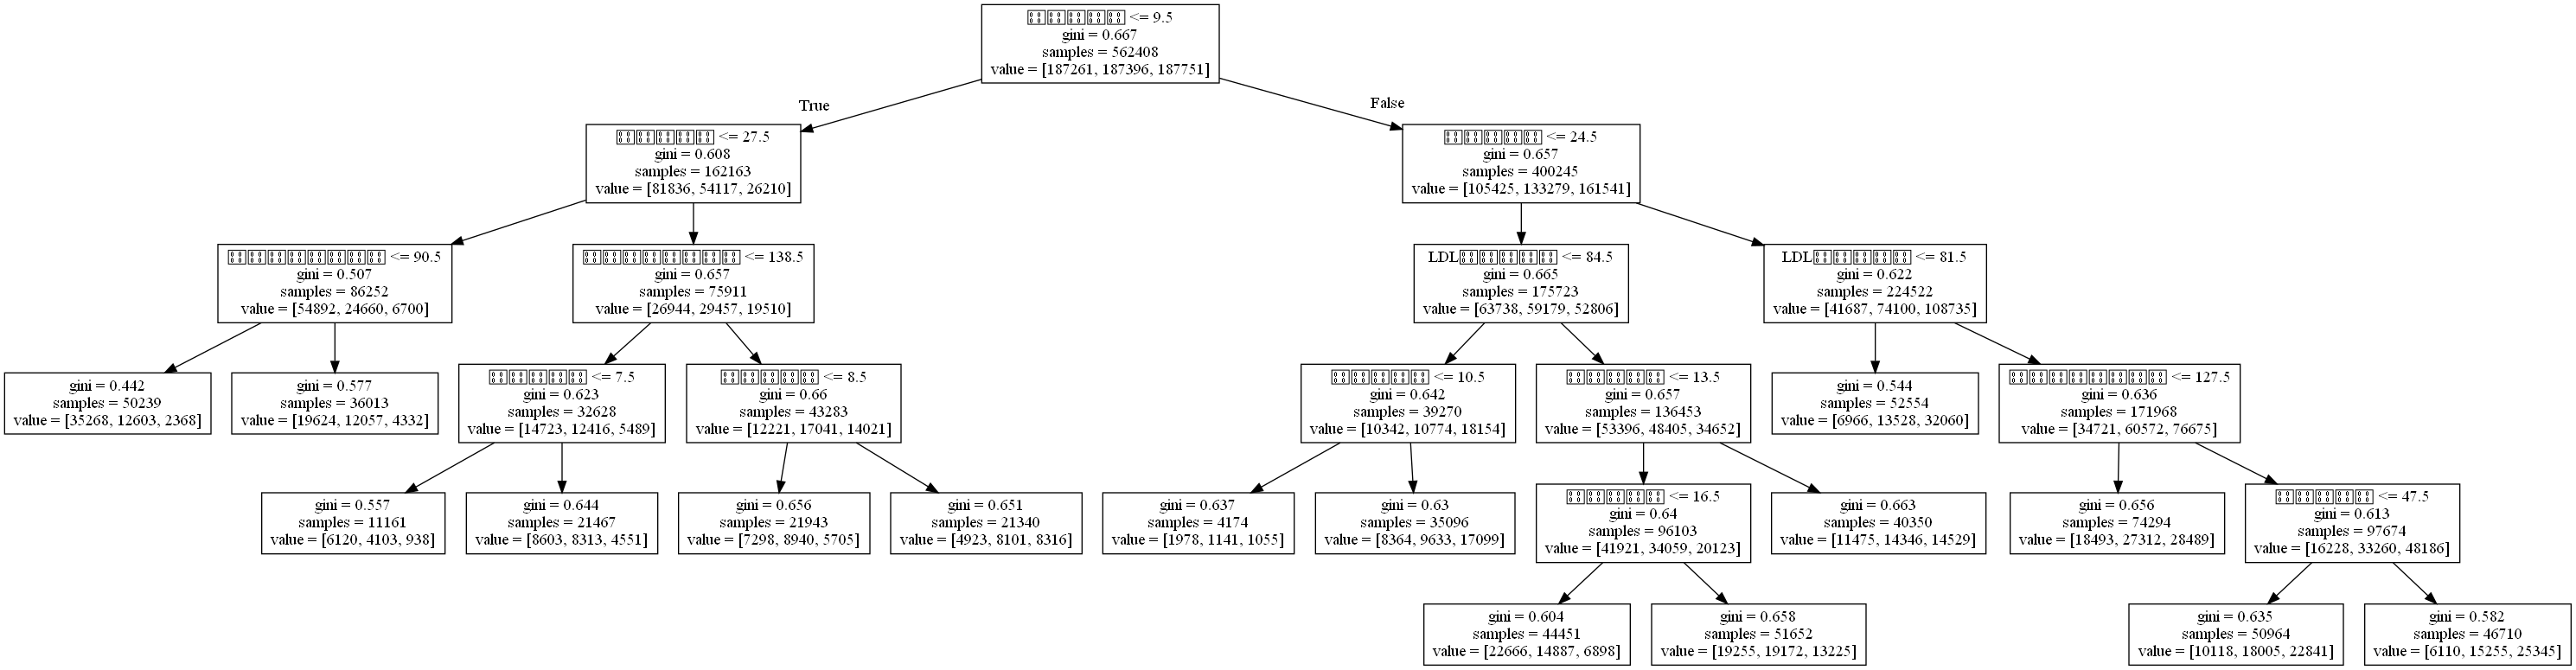 <= 9.5
gini = 0.667
samples = 562408
value = [187261, 187396, 187751]
True
False
<= 27.5
gini = 0.608
samples = 162163
value = [81836, 54117, 26210]
<= 24.5
gini = 0.657
samples = 400245
value = [105425, 133279, 161541]
<= 90.5
gini = 0.507
samples = 86252
value = [54892, 24660, 6700]
<= 138.5
gini = 0.657
samples = 75911
value = [26944, 29457, 19510]
LDL <= 84.5
gini = 0.665
samples = 175723
value = [63738, 59179, 52806]
LDL <= 81.5
gini = 0.622
samples = 224522
value = [41687, 74100, 108735]
gini = 0.442
samples = 50239
value = [35268, 12603, 2368]
gini = 0.577
samples = 36013
value = [19624, 12057, 4332]
<= 7.5
gini = 0.623
samples = 32628
value = [14723, 12416, 5489]
<= 8.5
gini = 0.66
samples = 43283
value = [12221, 17041, 14021]
<= 10.5
gini = 0.642
samples = 39270
value = [10342, 10774, 18154]
<= 13.5
gini = 0.657
samples = 136453
value = [53396, 48405, 34652]
gini = 0.544
samples = 52554
value = [6966, 13528, 32060]
<= 127.5
gini = 0.636
samples = 171968
value = [34721, 60572, 76675]
gini = 0.557
samples = 11161
value = [6120, 4103, 938]
gini = 0.644
samples = 21467
value = [8603, 8313, 4551]
gini = 0.656
samples = 21943
value = [7298, 8940, 5705]
gini = 0.651
samples = 21340
value = [4923, 8101, 8316]
gini = 0.637
samples = 4174
value = [1978, 1141, 1055]
gini = 0.63
samples = 35096
value = [8364, 9633, 17099]
<= 16.5
gini = 0.64
samples = 96103
value = [41921, 34059, 20123]
gini = 0.663
samples = 40350
value = [11475, 14346, 14529]
gini = 0.656
samples = 74294
value = [18493, 27312, 28489]
<= 47.5
gini = 0.613
samples = 97674
value = [16228, 33260, 48186]
gini = 0.604
samples = 44451
value = [22666, 14887, 6898]
gini = 0.658
samples = 51652
value = [19255, 19172, 13225]
gini = 0.635
samples = 50964
value = [10118, 18005, 22841]
gini = 0.582
samples = 46710
value = [6110, 15255, 25345]